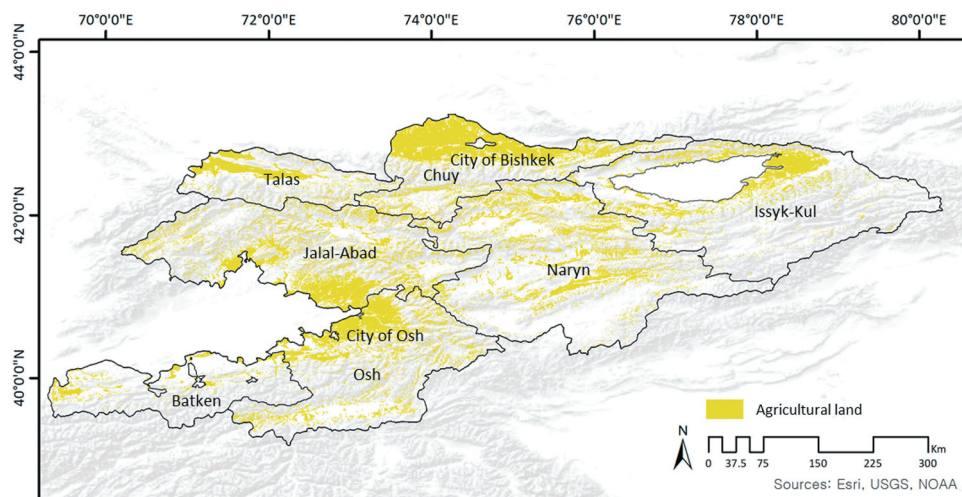 70°0'0"E 72°0'0"E 74°0'0"E 76°0'0"E 78°0'0"E 80°0'0"E
44°0'0"N
42°0'0"N
40°0'0"N
City of Bishkek
Chuy
Talas
Issyk-Kul
Jalal-Abad
Naryn
City of Osh
Osh
Batken
Agricultural land
N
Km
0 37.5 75 150 225 300
Sources: Esri, USGS, NOAA